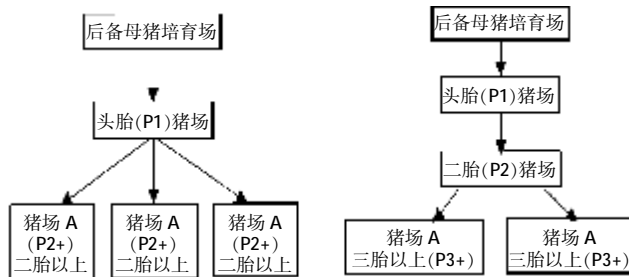 后备母猪培育场
头胎(P1)猪场
猪场 A
(P2+)
二胎以上
猪场 A
(P2+)
二胎以上
猪场 A
(P2+)
二胎以上
后备母猪培育场
头胎(P1)猪场
二胎(P2)猪场
猪场 A
三胎以上(P3+)
猪场 A
三胎以上(P3+)